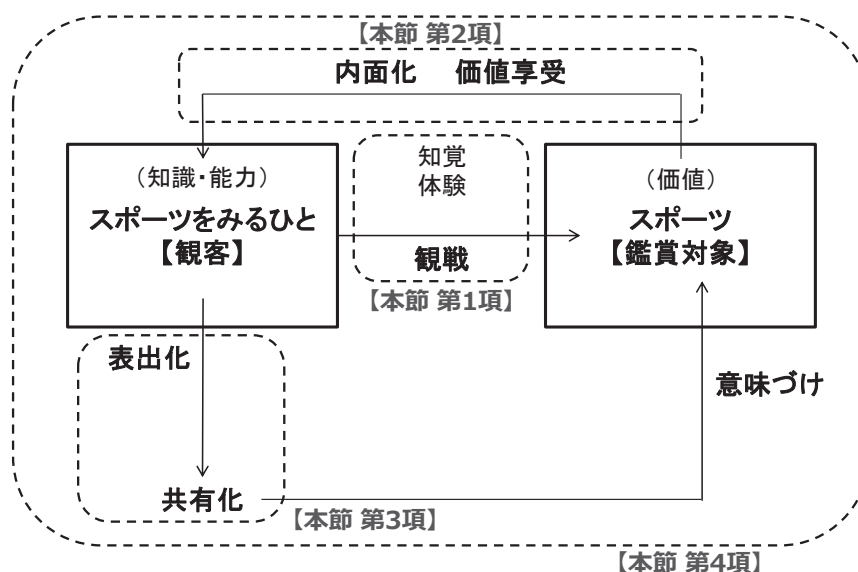 【本節 第2項】
内面化 価値享受
知覚
体験
(知識・能力)
スポーツをみるひと
【観客】
(価値)
スポーツ
【鑑賞対象】
観戦
【本節 第1項】
表出化
意味づけ
共有化
【本節 第3項】
【本節 第4項】